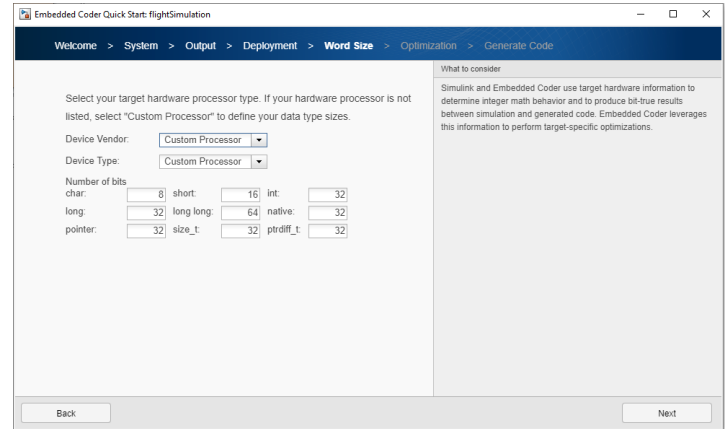 Embedded Coder Quick Start: flightSimulation
Welcome > System > Output > Deployment > Word Size > Optimization > Generate Code
What to consider
Simulink and Embedded Coder use target hardware information to
determine integer math behavior and to produce bit-true results
between simulation and generated code. Embedded Coder leverages
this information to perform target-specific optimizations.
Select your target hardware processor type. If your hardware processor is not
listed, select "Custom Processor" to define your data type sizes.
Device Vendor: Custom Processor
Device Type: Custom Processor
Number of bits
char: 8 short: 16 int: 32
long: 32 long long: 64 native: 32
pointer: 32 size_t: 32 ptrdiff_t: 32
Back Next